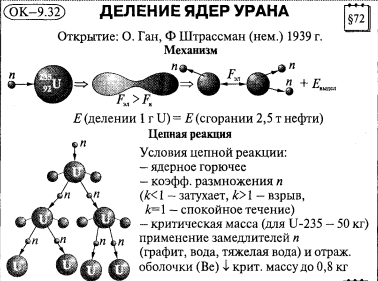 ОК–9.32
ДЕЛЕНИЕ ЯДЕР УРАНА
§72
Открытие: О. Ган, Ф Штрассман (нем.) 1939 г.
Механизм
n
235
92 U
Fэл > Fя
n
Fэл
n
+ Eвыдел
E (делении 1 г U) = E (сгорании 2,5 т нефти)
Цепная реакция
n
U
n
n
U
U
n
n
n
U
U
U
U
Условия цепной реакции:
– ядерное горючее
– коэфф. размножения n
(k<1 – затухает, k>1 – взрыв,
k=1 – спокойное течение)
– критическая масса (для U-235 – 50 кг)
применение замедлителей n
(графит, вода, тяжелая вода) и отраж.
оболочки (Be) ↓ крит. массу до 0,8 кг